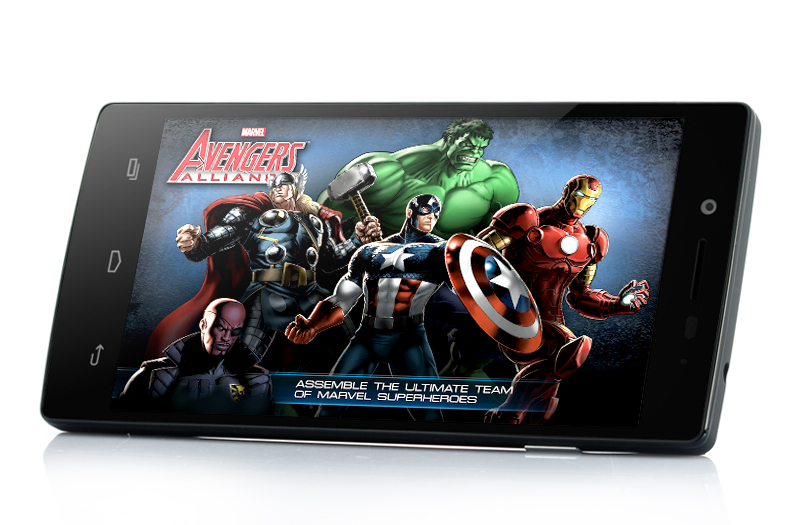 MARVEL
AVENGERS
ALLIANCE
ASSEMBLE THE ULTIMATE TEAM
OF MARVEL SUPERHEROES